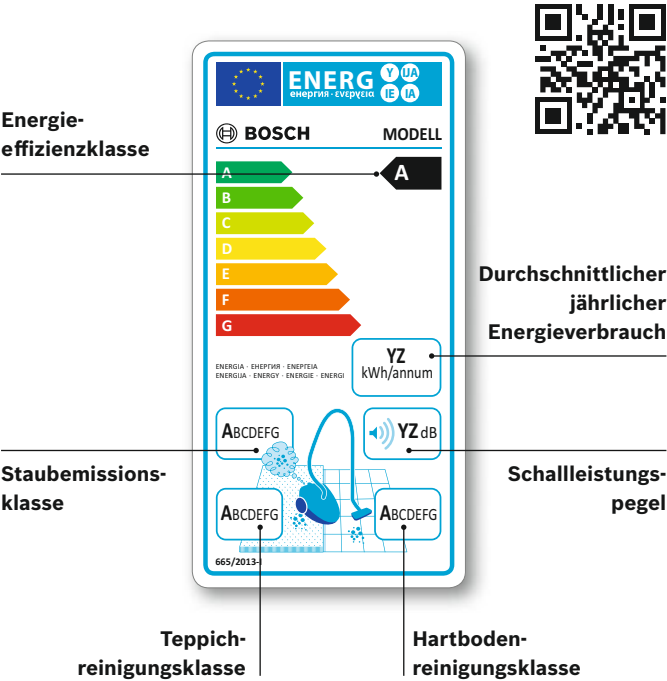 ENERG Y UA
енергия · ενεργεια IE IA
Energie-
effizienzklasse
BOSCH MODELL
A A
B
C
D
E
F
G
Durchschnittlicher
jährlicher
Energieverbrauch
YZ
kWh/annum
ENERGIA · ЕНЕРГИЯ · ΕΝΕΡΓΕΙΑ
ENERGIJA · ENERGY · ENERGIE · ENERGI
ABCDEFG
YZ dB
Staubemissions-
klasse
Schallleistungs-
pegel
ABCDEFG
ABCDEFG
665/2013-I
Teppich-
reinigungsklasse
Hartboden-
reinigungsklasse